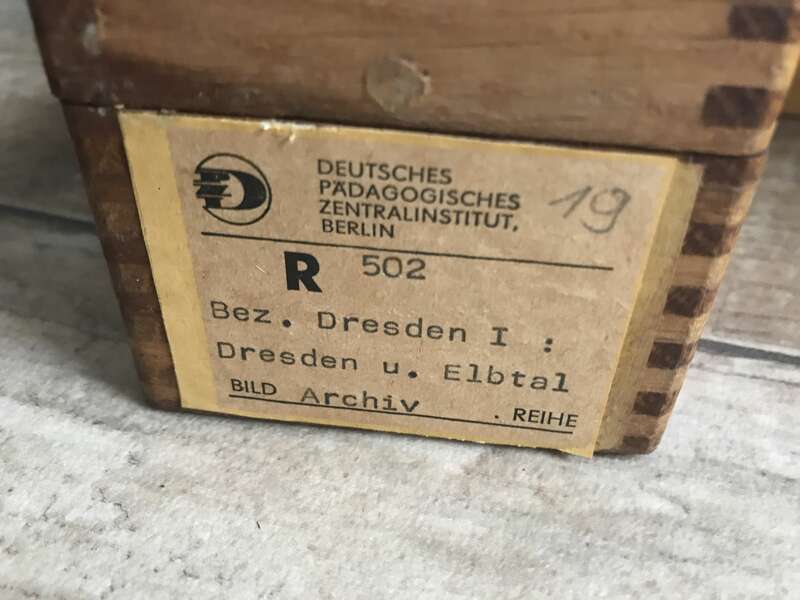 DEUTSCHES
PÄDAGOGISCHES
ZENTRALINSTITUT,
BERLIN
19
R 502
Bez. Dresden I :
Dresden u. Elbtal
BILD Archiv . REIHE